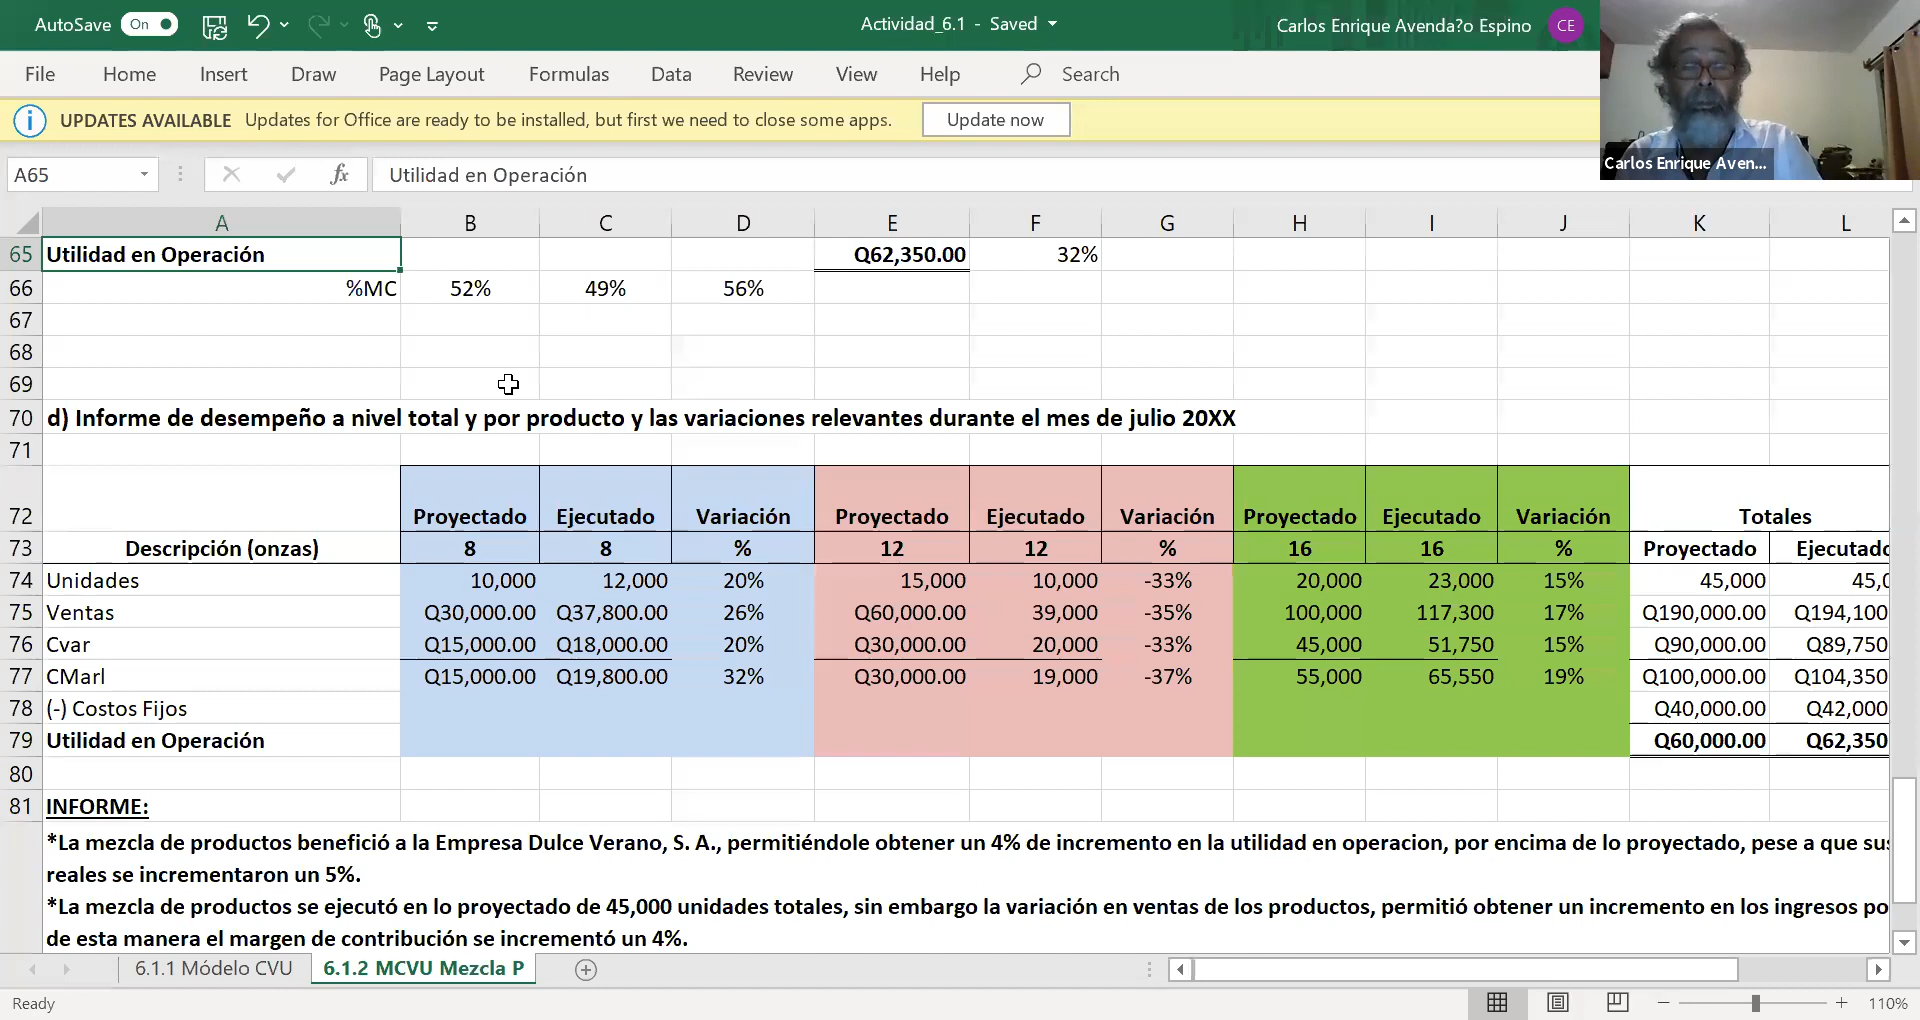 AutoSave On Actividad_6.1 - Saved Carlos Enrique Avenda?o Espino CE
File Home Insert Draw Page Layout Formulas Data Review View Help Search
UPDATES AVAILABLE Updates for Office are ready to be installed, but first we need to close some apps. Update now
Carlos Enrique Aven...
A65 fx Utilidad en Operación
A B C D E F G H I J K L
65 Utilidad en Operación Q62,350.00 32%
66 %MC 52% 49% 56%
67
68
69
70 d) Informe de desempeño a nivel total y por producto y las variaciones relevantes durante el mes de julio 20XX
71
72 Proyectado Ejecutado Variación Proyectado Ejecutado Variación Proyectado Ejecutado Variación Totales
73 Descripción (onzas) 8 8 % 12 12 % 16 16 % Proyectado Ejecutado
74 Unidades 10,000 12,000 20% 15,000 10,000 -33% 20,000 23,000 15% 45,000 45,0
75 Ventas Q30,000.00 Q37,800.00 26% Q60,000.00 39,000 -35% 100,000 117,300 17% Q190,000.00 Q194,100
76 Cvar Q15,000.00 Q18,000.00 20% Q30,000.00 20,000 -33% 45,000 51,750 15% Q90,000.00 Q89,750
77 CMarl Q15,000.00 Q19,800.00 32% Q30,000.00 19,000 -37% 55,000 65,550 19% Q100,000.00 Q104,350
78 (-) Costos Fijos Q40,000.00 Q42,000
79 Utilidad en Operación Q60,000.00 Q62,350
80
81 INFORME:
*La mezcla de productos benefició a la Empresa Dulce Verano, S. A., permitiéndole obtener un 4% de incremento en la utilidad en operacion, por encima de lo proyectado, pese a que sus
reales se incrementaron un 5%.
*La mezcla de productos se ejecutó en lo proyectado de 45,000 unidades totales, sin embargo la variación en ventas de los productos, permitió obtener un incremento en los ingresos po
de esta manera el margen de contribución se incrementó un 4%.
6.1.1 Módelo CVU 6.1.2 MCVU Mezcla P
Ready 110%